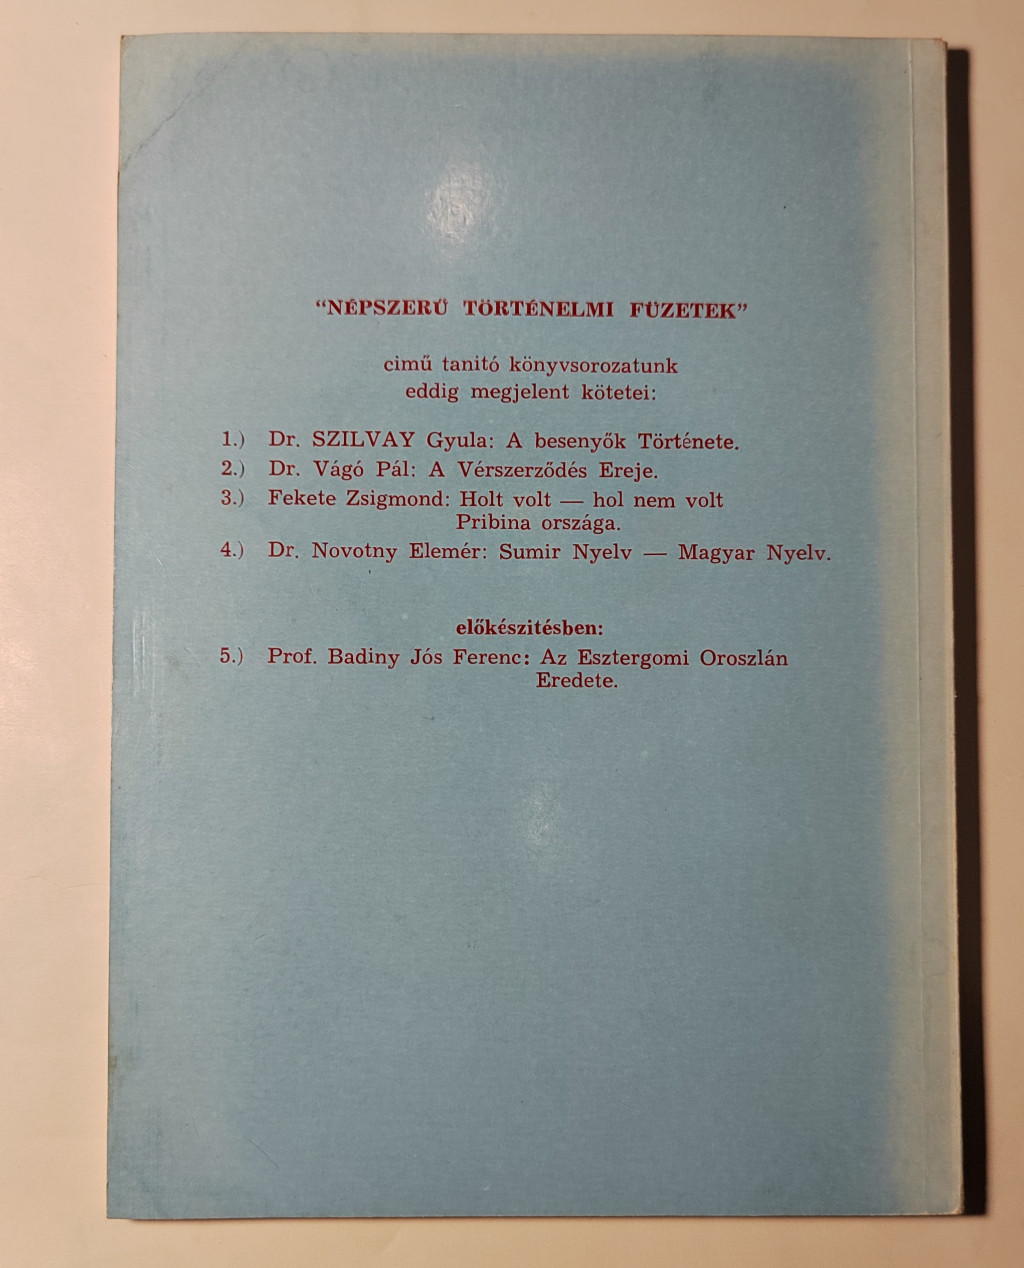 “NÉPSZERŰ TÖRTÉNELMI FÜZETEK”
cimű tanitó könyvsorozatunk
eddig megjelent kötetei:
1.) Dr. SZILVAY Gyula: A besenyők Története.
2.) Dr. Vágó Pál: A Vérszerződés Ereje.
3.) Fekete Zsigmond: Holt volt — hol nem volt
Pribina országa.
4.) Dr. Novotny Elemér: Sumir Nyelv — Magyar Nyelv.
előkészitésben:
5.) Prof. Badiny Jós Ferenc: Az Esztergomi Oroszlán
Eredete.